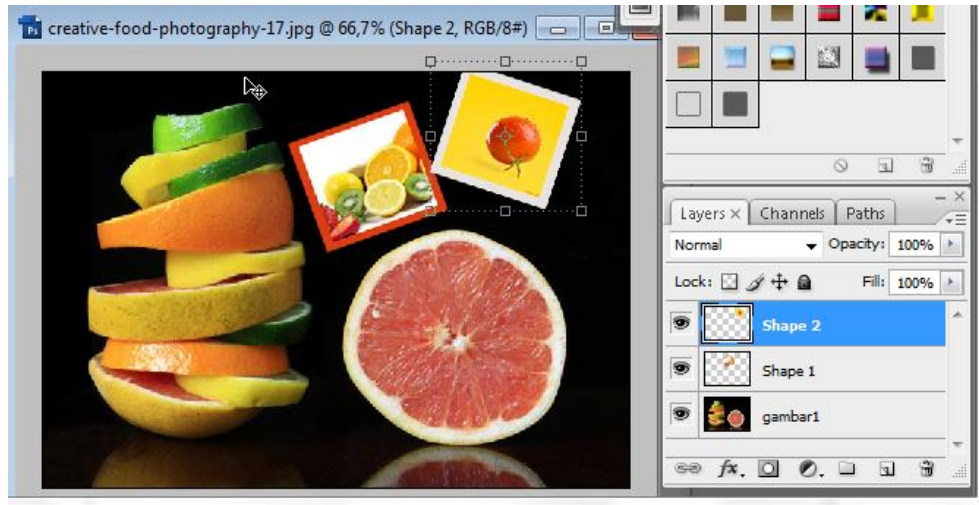 Ps creative-food-photography-17.jpg @ 66,7% (Shape 2, RGB/8#)
Layers × Channels Paths
Normal Opacity: 100%
Lock: Fill: 100%
Shape 2
Shape 1
gambar1
fx.